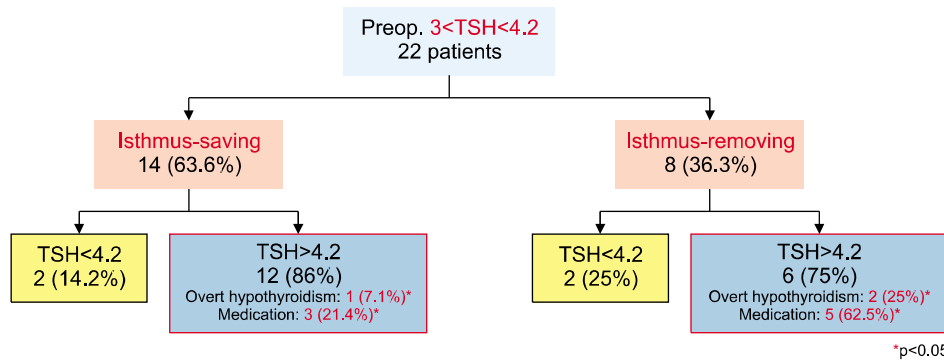 Preop. 3<TSH<4.2
22 patients
Isthmus-saving
14 (63.6%)
Isthmus-removing
8 (36.3%)
TSH<4.2
2 (14.2%)
TSH>4.2
12 (86%)
Overt hypothyroidism: 1 (7.1%)*
Medication: 3 (21.4%)*
TSH<4.2
2 (25%)
TSH>4.2
6 (75%)
Overt hypothyroidism: 2 (25%)*
Medication: 5 (62.5%)*
*p<0.05